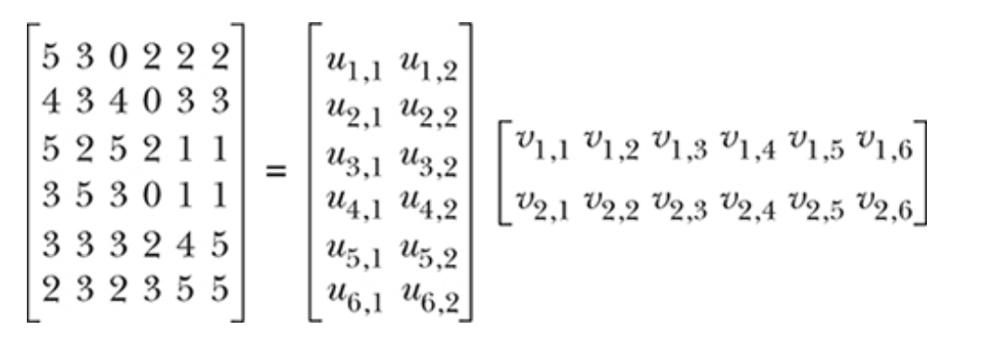 5 3 0 2 2 2
4 3 4 0 3 3
5 2 5 2 1 1
3 5 3 0 1 1
3 3 3 2 4 5
2 3 2 3 5 5
=
u1,1 u1,2
u2,1 u2,2
u3,1 u3,2
u4,1 u4,2
u5,1 u5,2
u6,1 u6,2
v1,1 v1,2 v1,3 v1,4 v1,5 v1,6
v2,1 v2,2 v2,3 v2,4 v2,5 v2,6